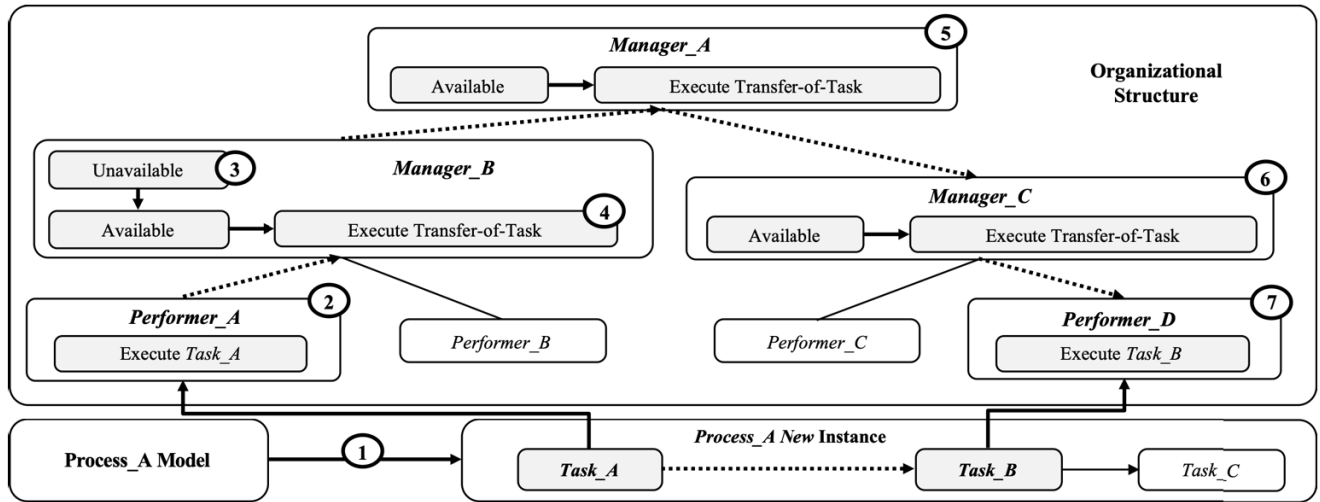 5
Manager_A
Available
Execute Transfer-of-Task
Organizational
Structure
Unavailable
3
Manager_B
Available
Execute Transfer-of-Task
4
6
Manager_C
Available
Execute Transfer-of-Task
2
Performer_A
Execute Task_A
Performer_B
Performer_C
7
Performer_D
Execute Task_B
Process_A Model
1
Process_A New Instance
Task_A
Task_B
Task_C